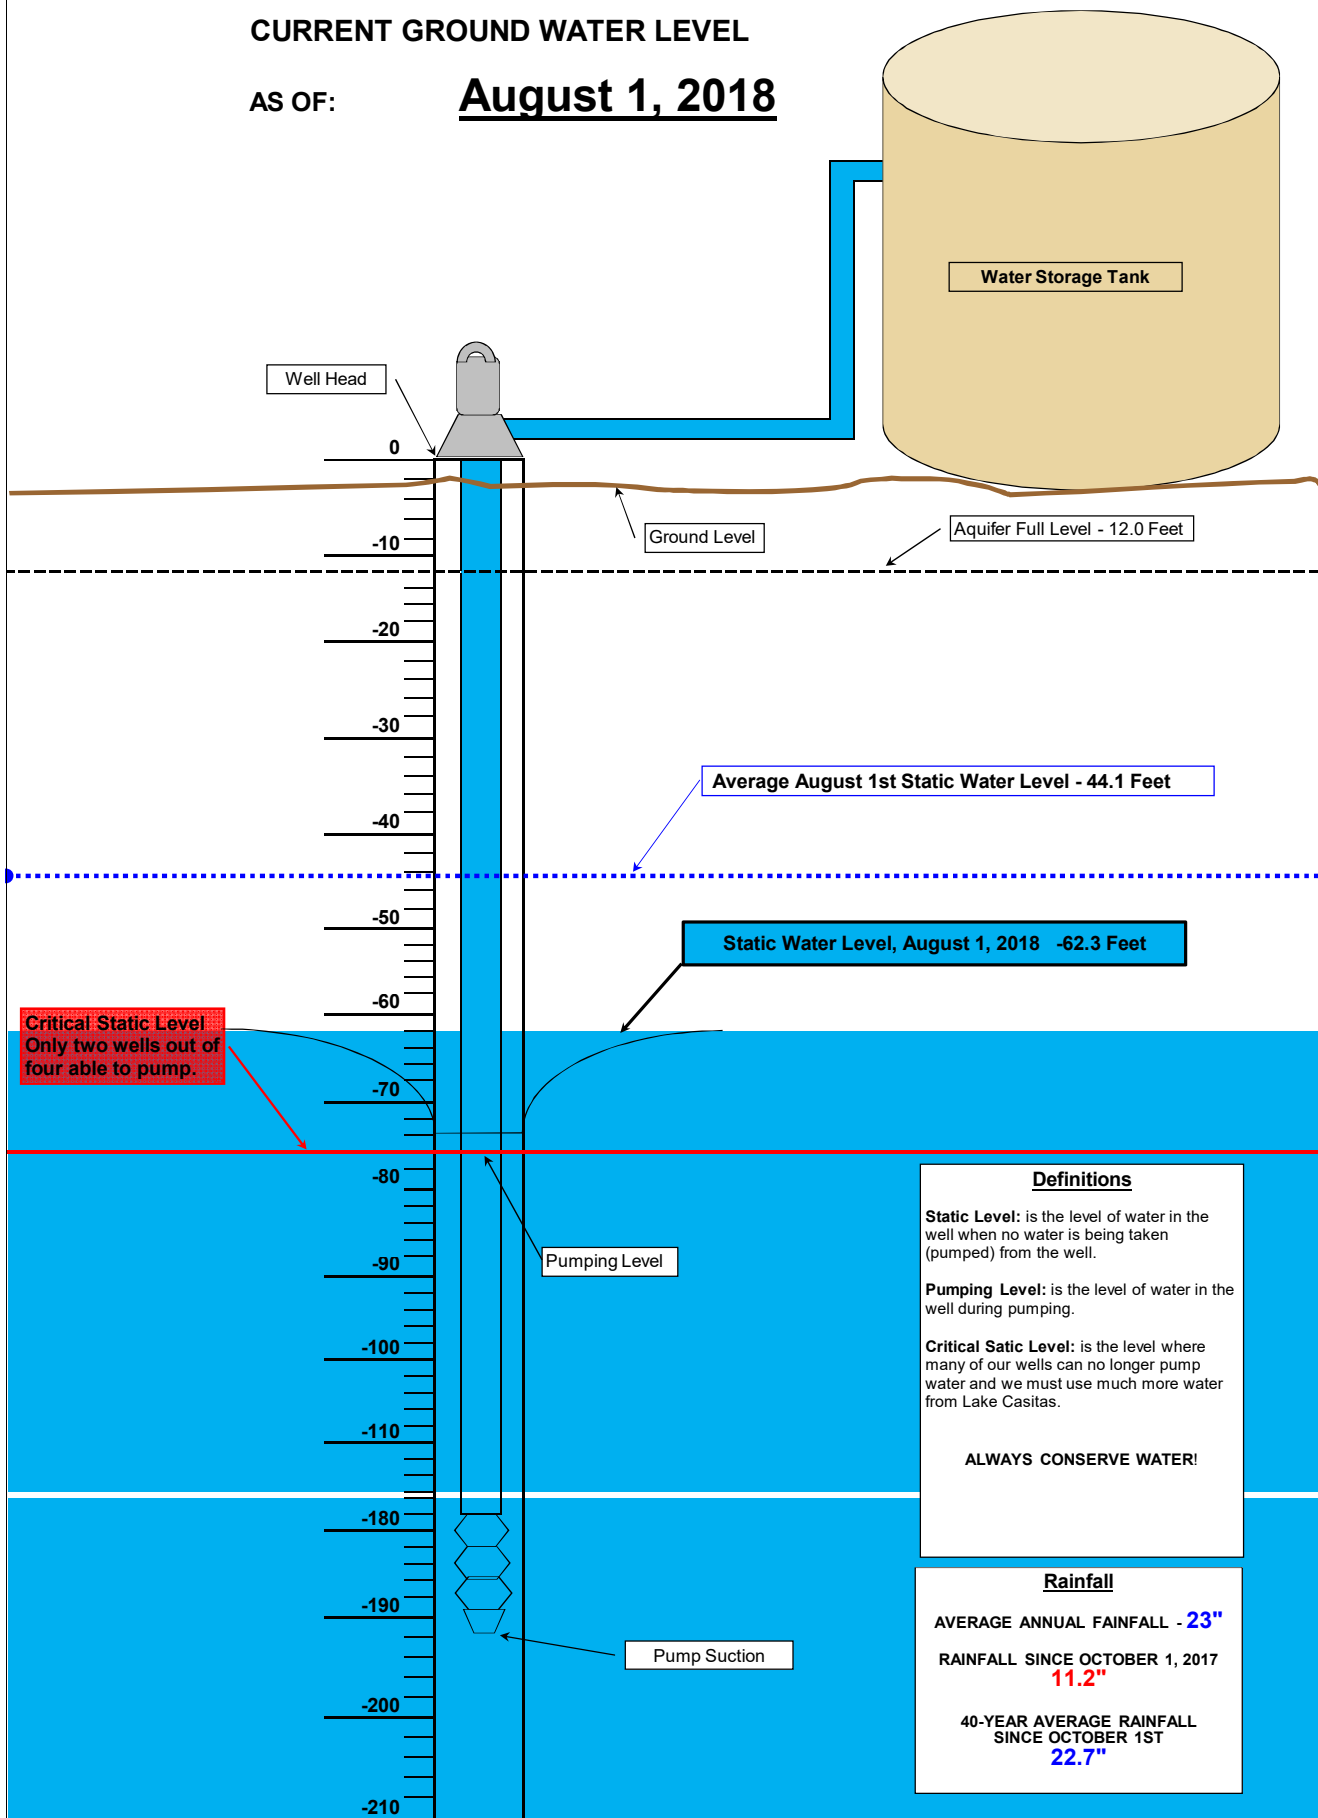 CURRENT GROUND WATER LEVEL
AS OF: August 1, 2018
Water Storage Tank
Well Head
0
Ground Level
Aquifer Full Level - 12.0 Feet
-10
-20
-30
Average August 1st Static Water Level - 44.1 Feet
-40
-50
Static Water Level, August 1, 2018 -62.3 Feet
-60
Critical Static Level
Only two wells out of
four able to pump.
-70
-80
Pumping Level
-90
-100
-110
-180
-190
Pump Suction
-200
-210
Definitions
Static Level: is the level of water in the
well when no water is being taken
(pumped) from the well.
Pumping Level: is the level of water in the
well during pumping.
Critical Satic Level: is the level where
many of our wells can no longer pump
water and we must use much more water
from Lake Casitas.
ALWAYS CONSERVE WATER!
Rainfall
AVERAGE ANNUAL FAINFALL - 23"
RAINFALL SINCE OCTOBER 1, 2017
11.2"
40-YEAR AVERAGE RAINFALL
SINCE OCTOBER 1ST
22.7"